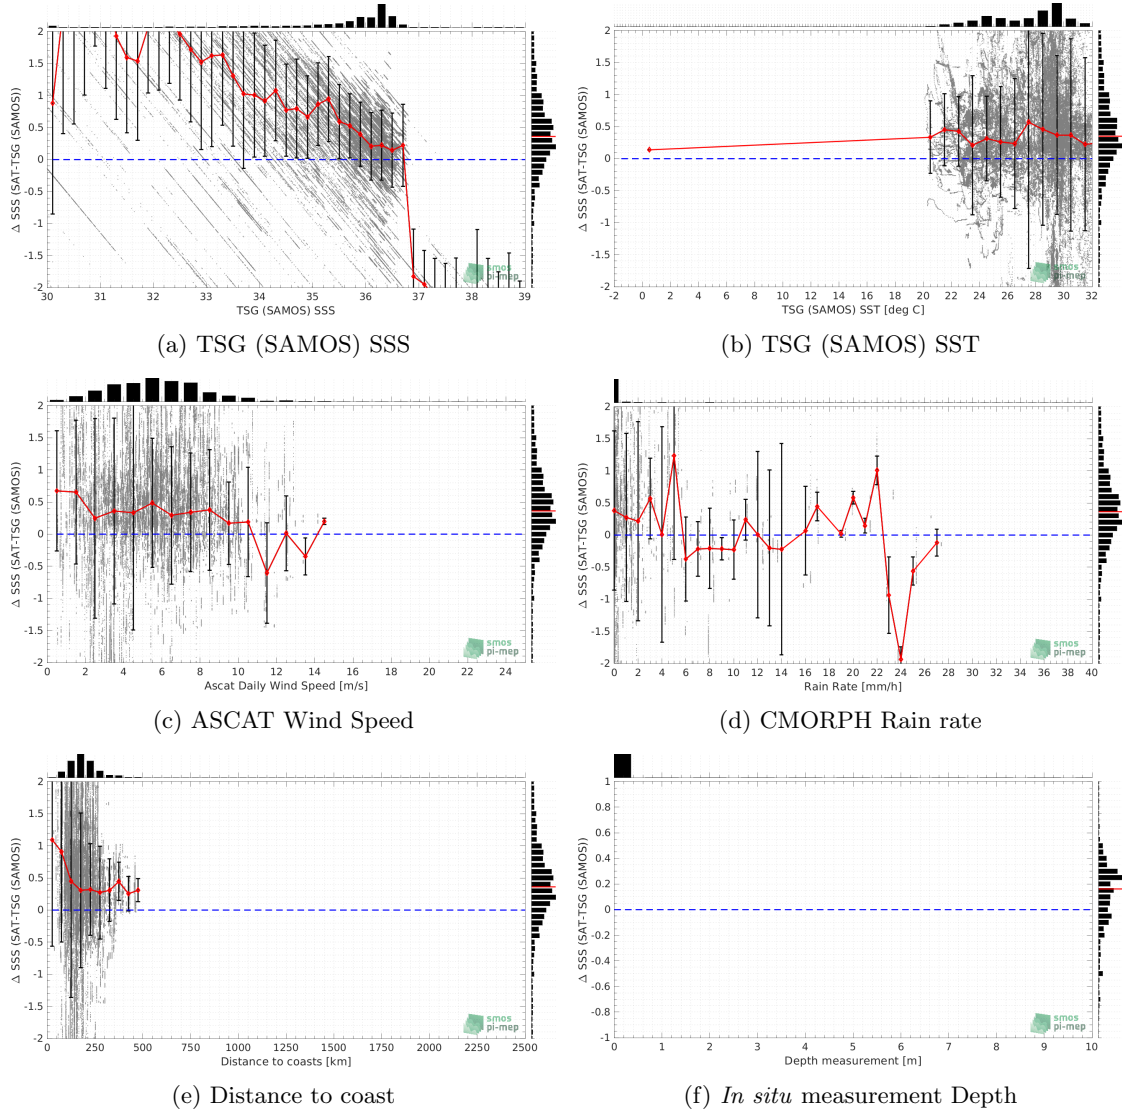 2
1.5
1
0.5
0
-0.5
-1
-1.5
-2
Δ SSS (SAT-TSG (SAMOS))
30 31 32 33 34 35 36 37 38 39
TSG (SAMOS) SSS
smos
pi-mep
(a) TSG (SAMOS) SSS
2
1.5
1
0.5
0
-0.5
-1
-1.5
-2
Δ SSS (SAT-TSG (SAMOS))
-2 0 2 4 6 8 10 12 14 16 18 20 22 24 26 28 30 32
TSG (SAMOS) SST [deg C]
smos
pi-mep
(b) TSG (SAMOS) SST
2
1.5
1
0.5
0
-0.5
-1
-1.5
-2
Δ SSS (SAT-TSG (SAMOS))
0 2 4 6 8 10 12 14 16 18 20 22 24
Ascat Daily Wind Speed [m/s]
smos
pi-mep
(c) ASCAT Wind Speed
2
1.5
1
0.5
0
-0.5
-1
-1.5
-2
Δ SSS (SAT-TSG (SAMOS))
0 2 4 6 8 10 12 14 16 18 20 22 24 26 28 30 32 34 36 38 40
Rain Rate [mm/h]
smos
pi-mep
(d) CMORPH Rain rate
2
1.5
1
0.5
0
-0.5
-1
-1.5
-2
Δ SSS (SAT-TSG (SAMOS))
0 250 500 750 1000 1250 1500 1750 2000 2250 2500
Distance to coasts [km]
smos
pi-mep
(e) Distance to coast
1
0.8
0.6
0.4
0.2
0
-0.2
-0.4
-0.6
-0.8
-1
Δ SSS (SAT-TSG (SAMOS))
0 1 2 3 4 5 6 7 8 9 10
Depth measurement [m]
smos
pi-mep
(f) In situ measurement Depth